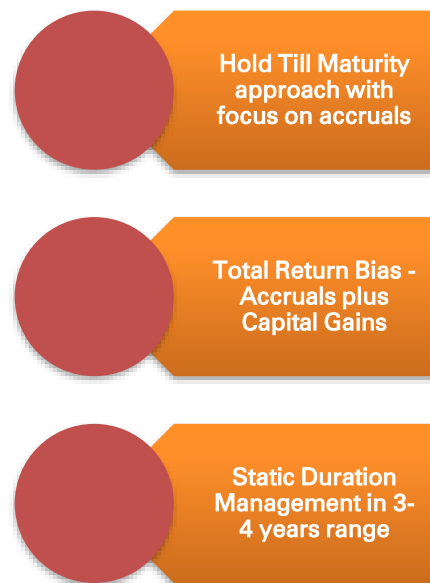 Hold Till Maturity
approach with
focus on accruals
Total Return Bias -
Accruals plus
Capital Gains
Static Duration
Management in 3-
4 years range